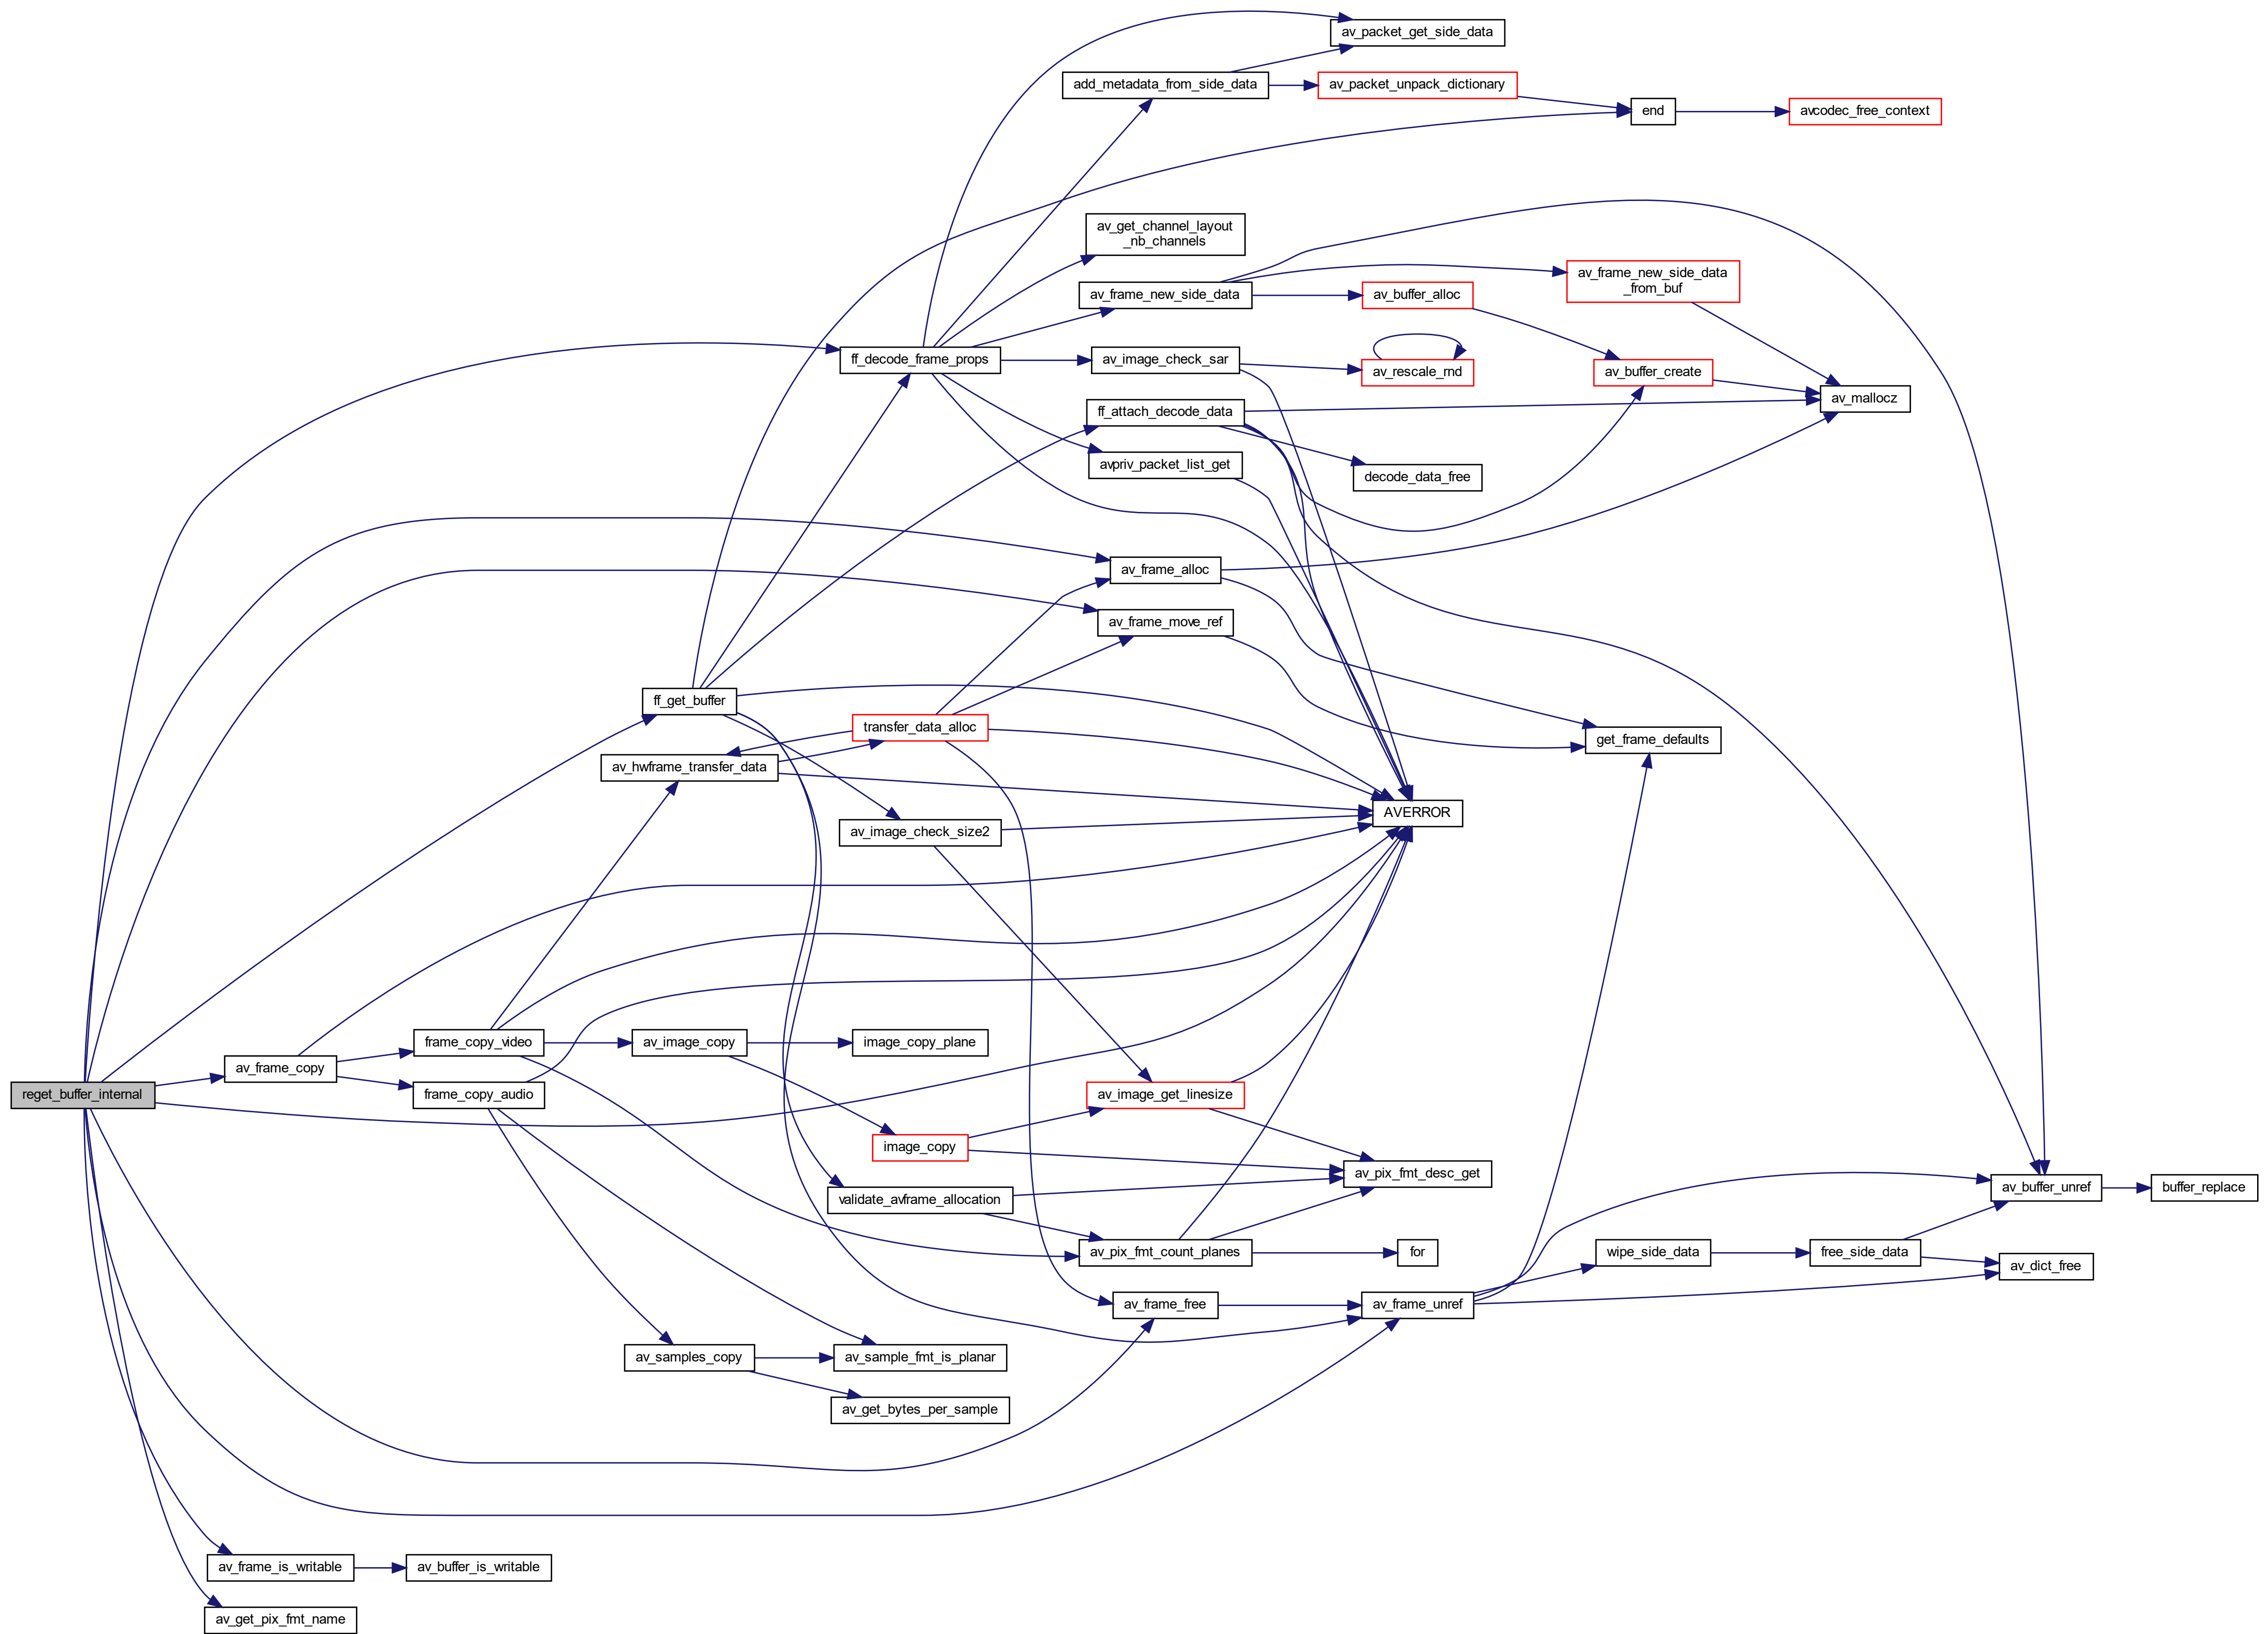 av_packet_get_side_data
add_metadata_from_side_data
av_packet_unpack_dictionary
end
avcodec_free_context
av_get_channel_layout
_nb_channels
av_frame_new_side_data
_from_buf
av_frame_new_side_data
av_buffer_alloc
ff_decode_frame_props
av_image_check_sar
av_rescale_rnd
av_buffer_create
av_mallocz
ff_attach_decode_data
avpriv_packet_list_get
decode_data_free
av_frame_alloc
av_frame_move_ref
ff_get_buffer
transfer_data_alloc
get_frame_defaults
av_hwframe_transfer_data
AVERROR
av_image_check_size2
frame_copy_video
av_image_copy
image_copy_plane
av_frame_copy
reget_buffer_internal
frame_copy_audio
av_image_get_linesize
image_copy
av_pix_fmt_desc_get
validate_avframe_allocation
av_buffer_unref
buffer_replace
av_pix_fmt_count_planes
for
wipe_side_data
free_side_data
av_dict_free
av_frame_free
av_frame_unref
av_samples_copy
av_sample_fmt_is_planar
av_get_bytes_per_sample
av_frame_is_writable
av_buffer_is_writable
av_get_pix_fmt_name